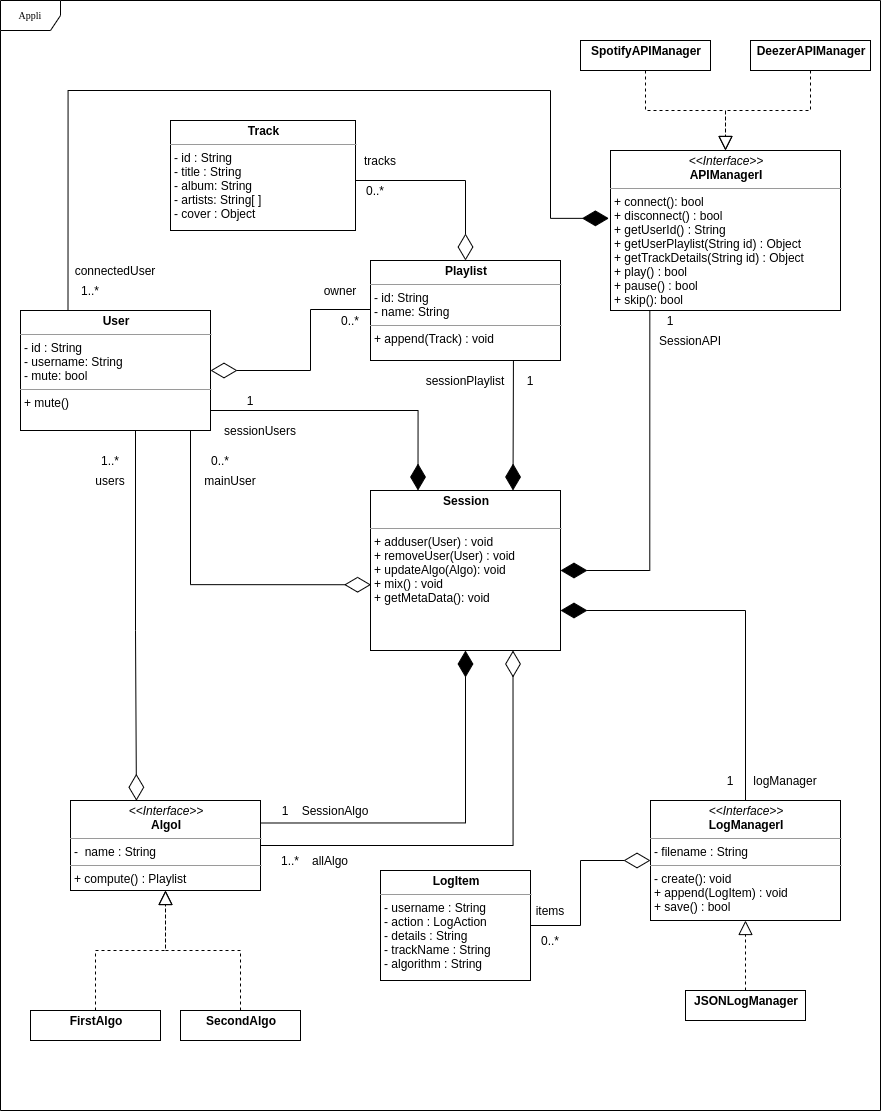 Appli
SpotifyAPIManager
DeezerAPIManager
Track
- id : String
- title : String
- album: String
- artists: String[ ]
- cover : Object
tracks
0..*
<<Interface>>
APIManagerI
+ connect(): bool
+ disconnect() : bool
+ getUserId() : String
+ getUserPlaylist(String id) : Object
+ getTrackDetails(String id) : Object
+ play() : bool
+ pause() : bool
+ skip(): bool
connectedUser
1..*
owner
0..*
Playlist
- id: String
- name: String
+ append(Track) : void
User
- id : String
- username: String
- mute: bool
+ mute()
1
SessionAPI
sessionPlaylist
1
1
sessionUsers
1..*
users
0..*
mainUser
Session
+ adduser(User) : void
+ removeUser(User) : void
+ updateAlgo(Algo): void
+ mix() : void
+ getMetaData(): void
1
logManager
<<Interface>>
AlgoI
-  name : String
+ compute() : Playlist
1
SessionAlgo
1..*
allAlgo
<<Interface>>
LogManagerI
- filename : String
- create(): void
+ append(LogItem) : void
+ save() : bool
LogItem
- username : String
- action : LogAction
- details : String
- trackName : String
- algorithm : String
items
0..*
JSONLogManager
FirstAlgo
SecondAlgo